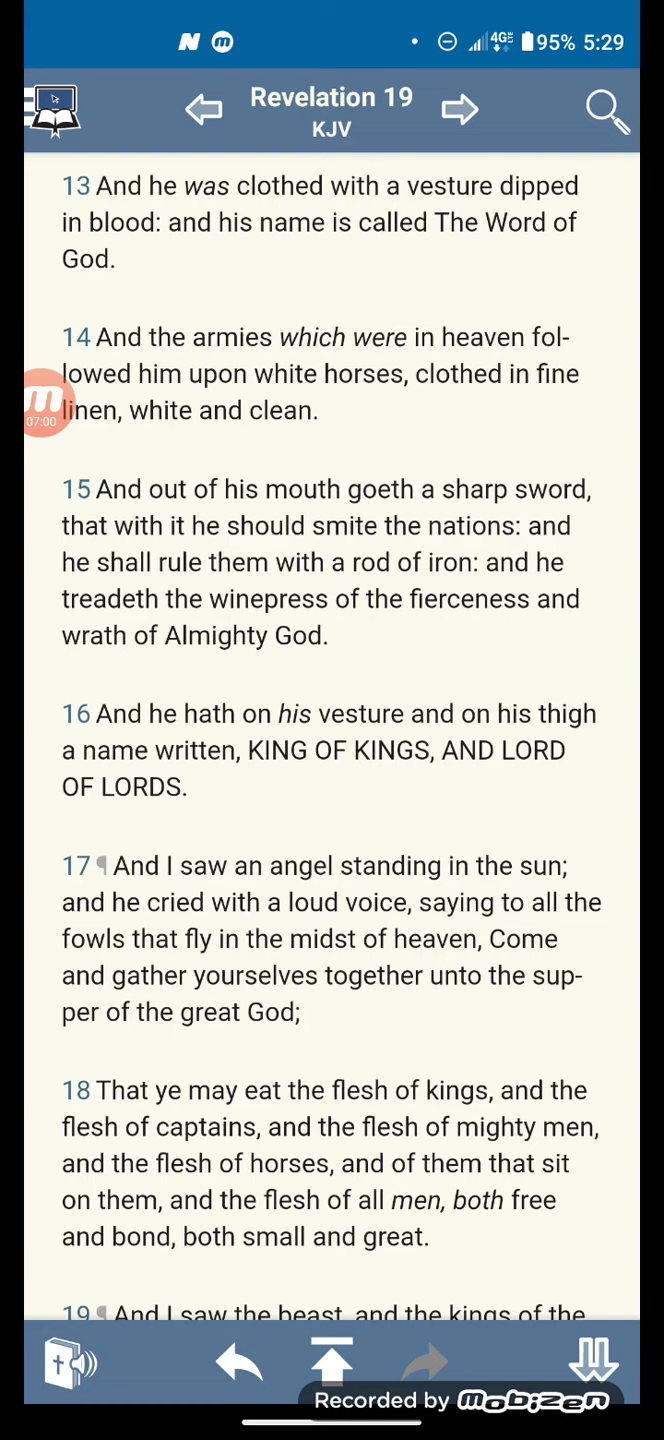 95% 5:29
Revelation 19
KJV
13 And he was clothed with a vesture dipped
in blood: and his name is called The Word of
God.
14 And the armies which were in heaven fol-
lowed him upon white horses, clothed in fine
linen, white and clean.
07:00
15 And out of his mouth goeth a sharp sword,
that with it he should smite the nations: and
he shall rule them with a rod of iron: and he
treadeth the winepress of the fierceness and
wrath of Almighty God.
16 And he hath on his vesture and on his thigh
a name written, KING OF KINGS, AND LORD
OF LORDS.
17 ¶ And I saw an angel standing in the sun;
and he cried with a loud voice, saying to all the
fowls that fly in the midst of heaven, Come
and gather yourselves together unto the sup-
per of the great God;
18 That ye may eat the flesh of kings, and the
flesh of captains, and the flesh of mighty men,
and the flesh of horses, and of them that sit
on them, and the flesh of all men, both free
and bond, both small and great.
19 ¶ And I saw the beast, and the kings of the
Recorded by Mobizen